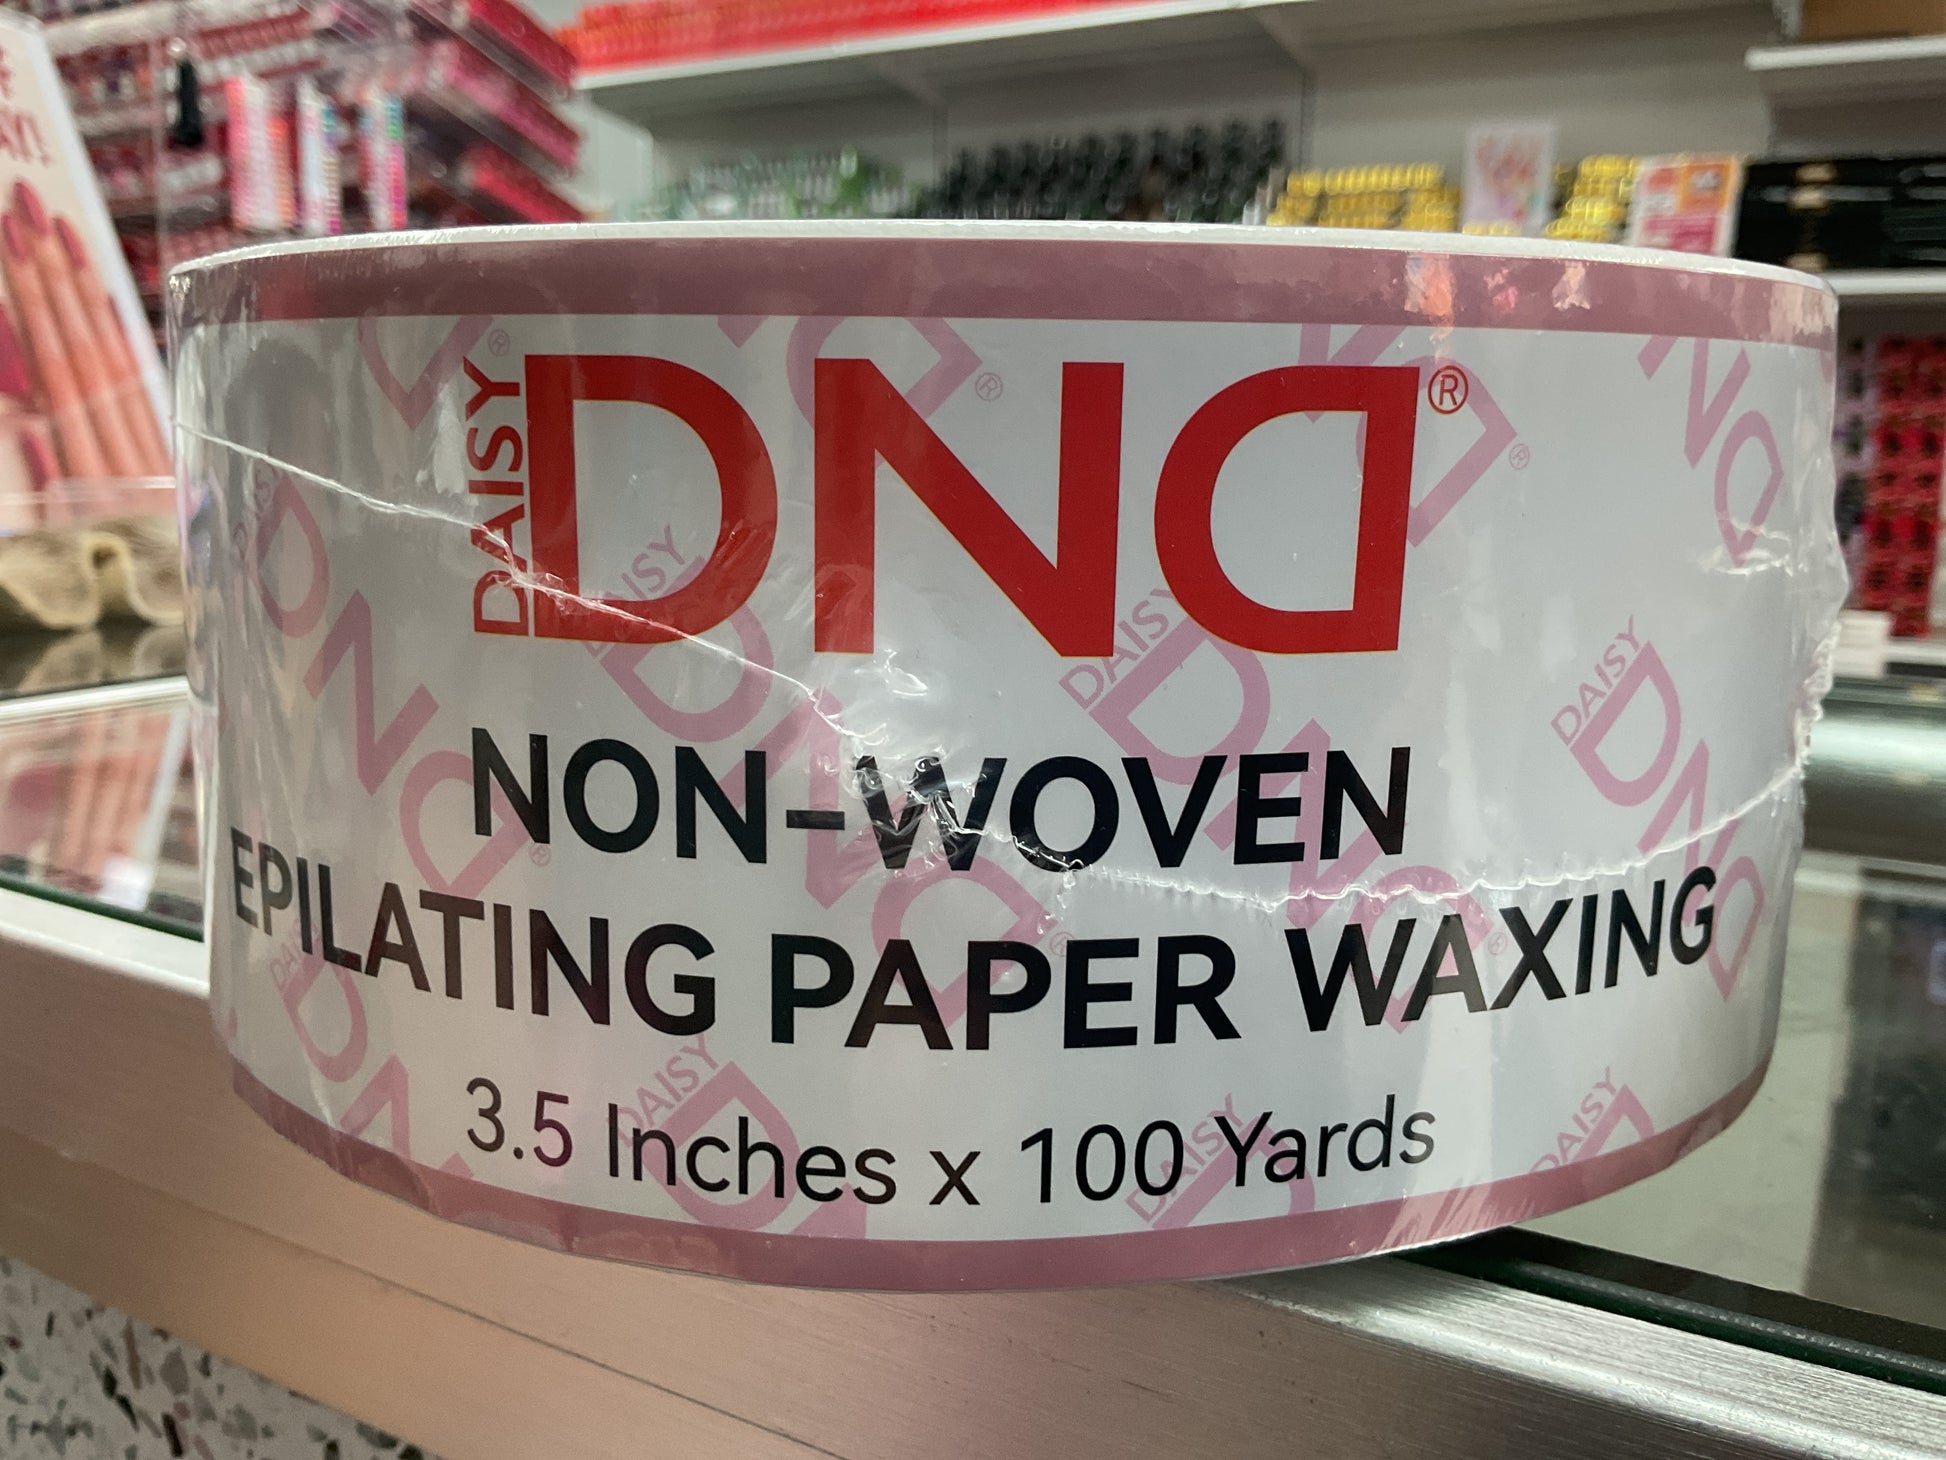 DAISY
DND®
NON-WOVEN
EPILATING PAPER WAXING
3.5 Inches x 100 Yards